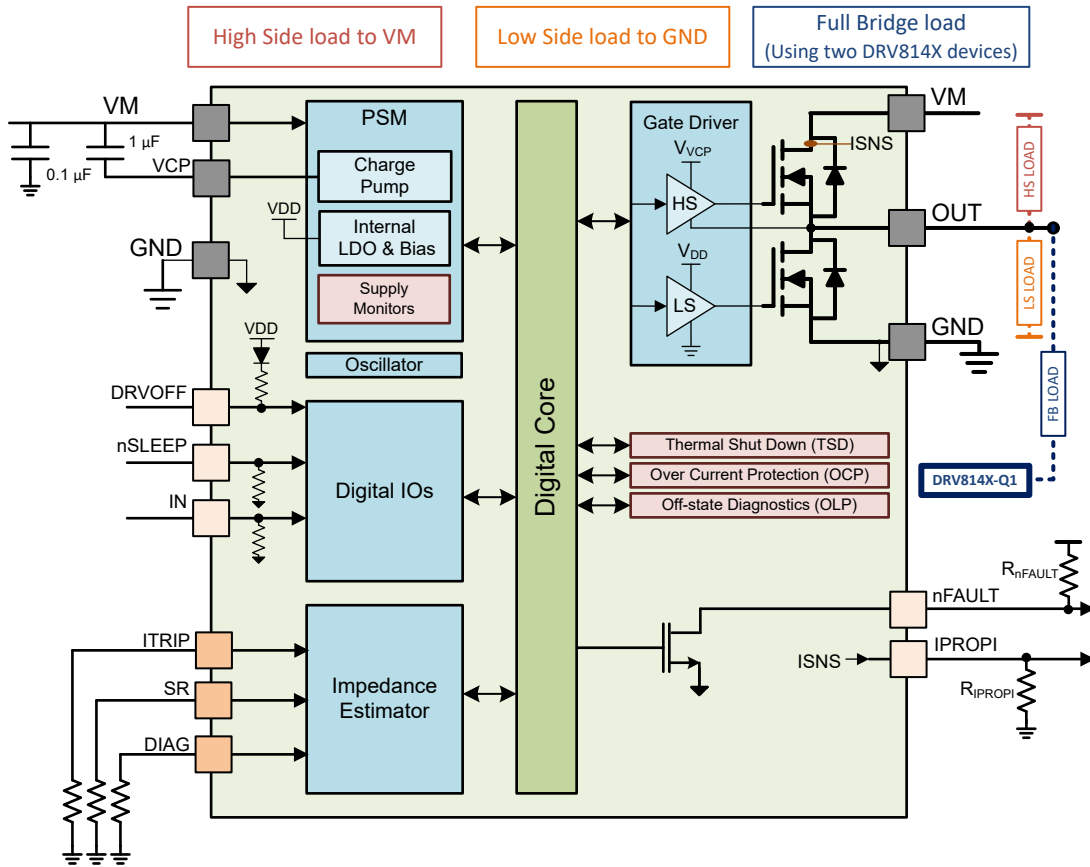 High Side load to VM
Low Side load to GND
Full Bridge load
(Using two DRV814X devices)
VM
1 µF
0.1 µF
VCP
GND
PSM
Charge
Pump
VDD
Internal
LDO & Bias
Supply
Monitors
Oscillator
VDD
DRVOFF
nSLEEP
IN
Digital IOs
ITRIP
SR
DIAG
Impedance
Estimator
Digital Core
Gate Driver
VVCP
HS
VDD
LS
ISNS
VM
OUT
GND
HS LOAD
LS LOAD
FB LOAD
DRV814X-Q1
Thermal Shut Down (TSD)
Over Current Protection (OCP)
Off-state Diagnostics (OLP)
RnFAULT
nFAULT
ISNS
IPROPI
RIPROPI